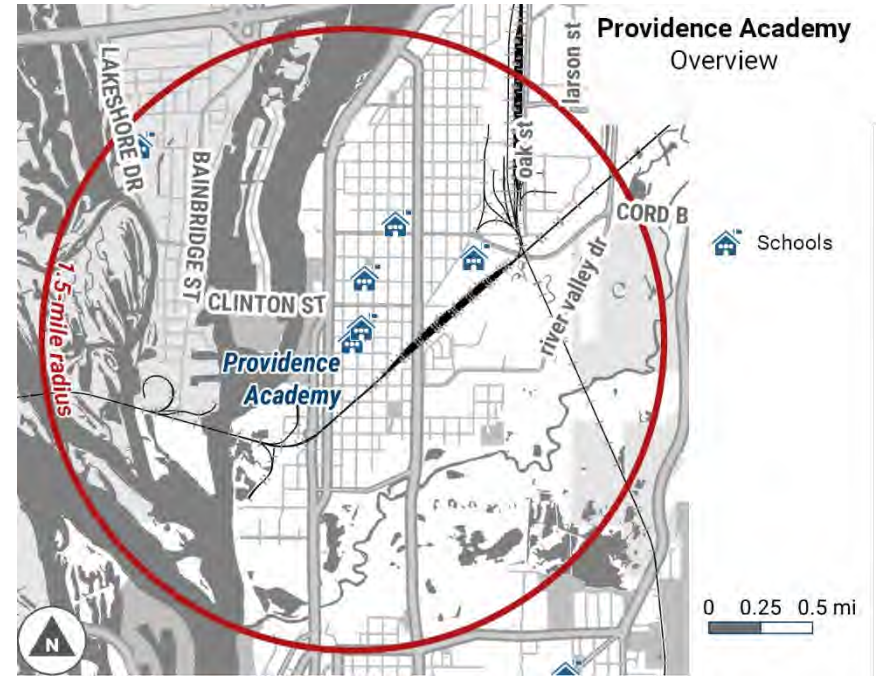 Providence Academy
Overview
LAKESHORE DR
BAINBRIDGE ST
oak st
larson st
CORD B
river valley dr
CLINTON ST
1.5-mile radius
Providence
Academy
Schools
0 0.25 0.5 mi
N